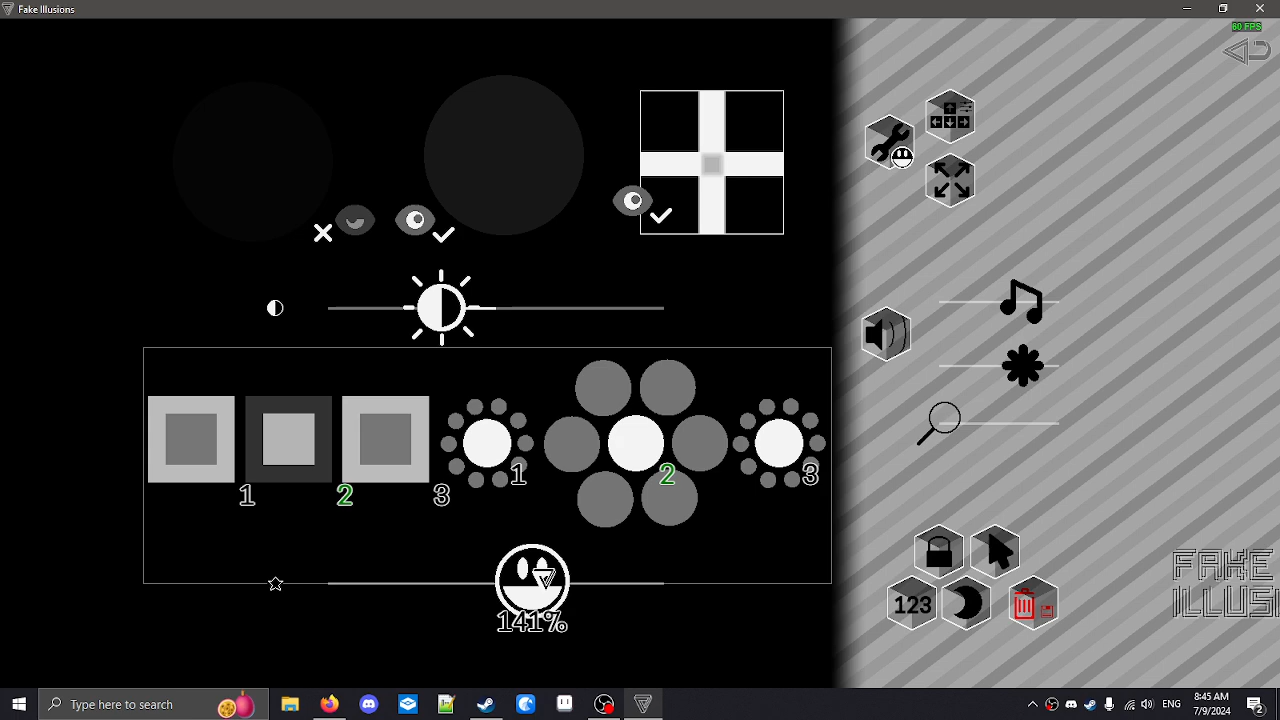 Fake Illusions
60 FPS
1
2
3
1
2
3
141%
123
FAKE
ILLUSI
Type here to search
ENG
8:45 AM
7/9/2024
2